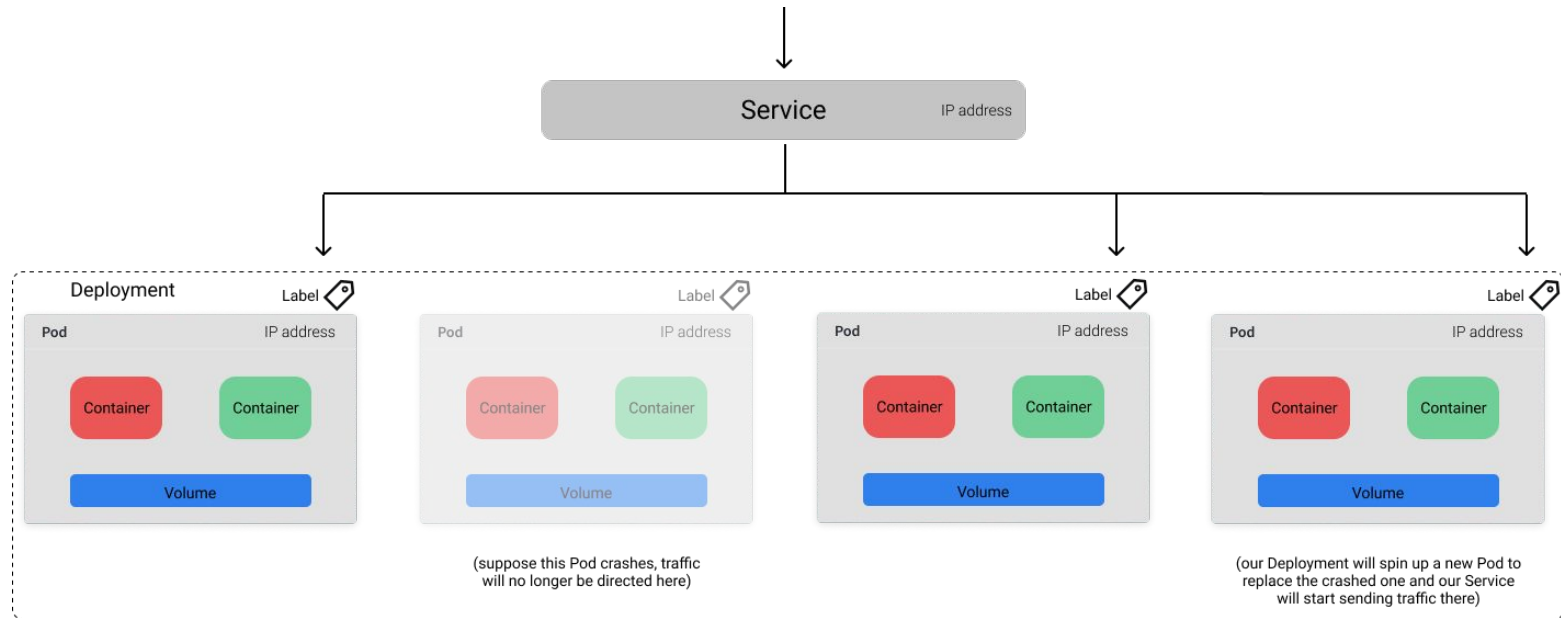 Service
IP address
Deployment
Label
Label
Label
Label
Pod
IP address
Pod
IP address
Pod
IP address
Pod
IP address
Container
Container
Container
Container
Container
Container
Container
Container
Volume
Volume
Volume
Volume
(suppose this Pod crashes, traffic
will no longer be directed here)
(our Deployment will spin up a new Pod to
replace the crashed one and our Service
will start sending traffic there)